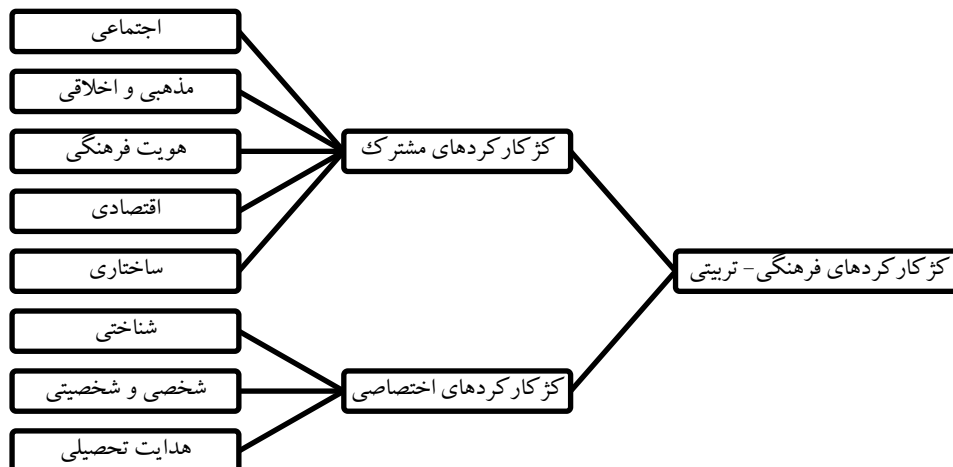 کژکارکردهای فرهنگی- تربیتی
کژکارکردهای مشترک
اجتماعی
مذهبی و اخلاقی
هویت فرهنگی
اقتصادی
ساختاری
کژکارکردهای اختصاصی
شناختی
شخصی و شخصیتی
هدایت تحصیلی